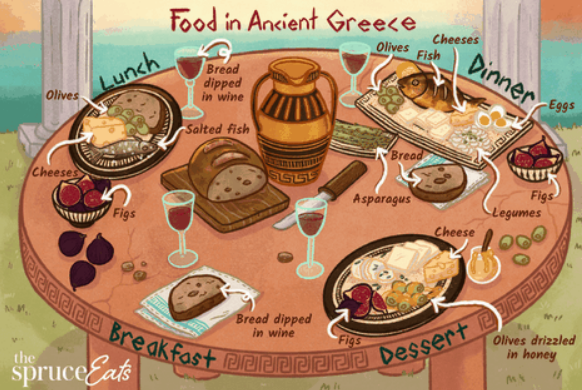 Food in Ancient Greece
Lunch
Bread
dipped
in wine
Olives
Salted fish
Cheeses
Figs
Olives
Fish
Cheeses
Dinner
Eggs
Bread
Asparagus
Legumes
Figs
Cheese
Bread dipped
in wine
Breakfast
Figs
Dessert
Olives drizzled
in honey
the
spruce Eats